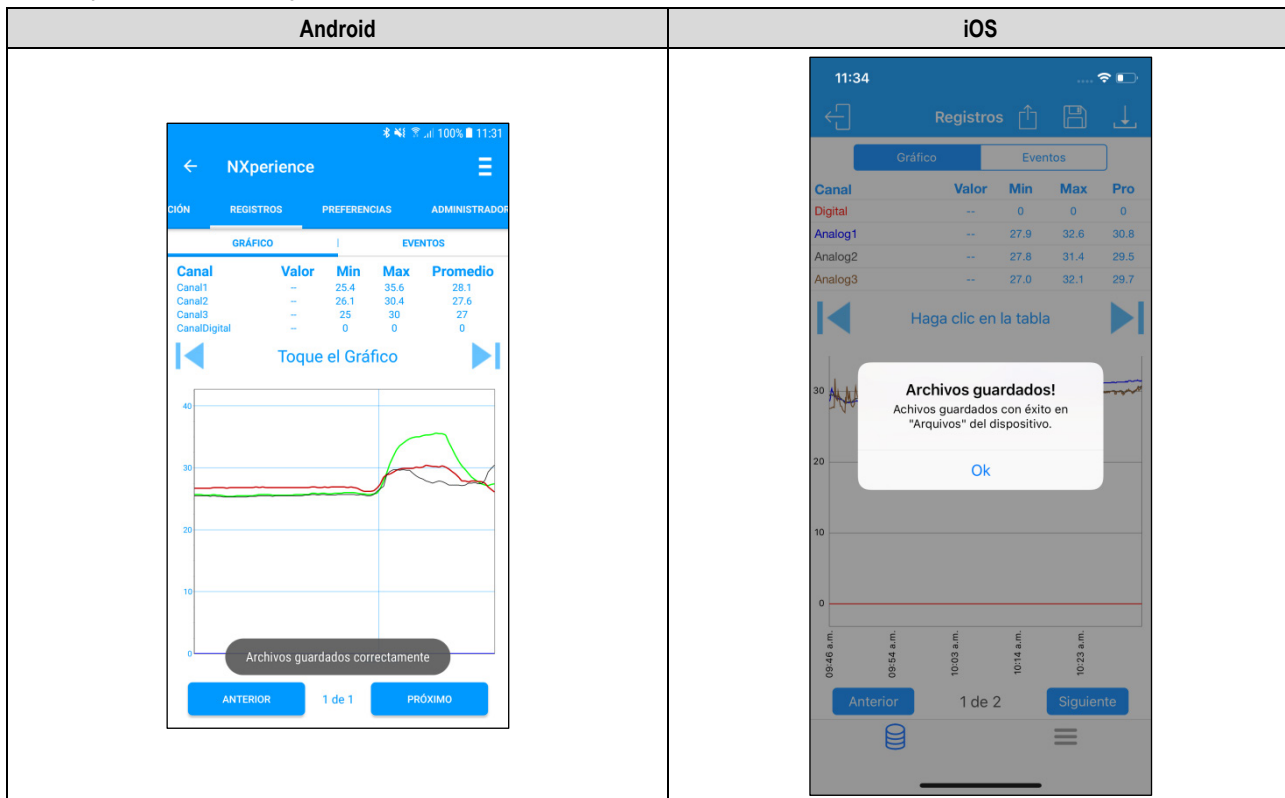 Android
iOS
100% 11:31
NXperience
CIÓN REGISTROS PREFERENCIAS ADMINISTRADOR
GRÁFICO | EVENTOS
Canal Valor Min Max Promedio
Canal1 -- 25.4 35.6 28.1
Canal2 -- 26.1 30.4 27.6
Canal3 -- 25 30 27
CanalDigital -- 0 0 0
Toque el Gráfico
40
30
20
10
0
Archivos guardados correctamente
ANTERIOR 1 de 1 PRÓXIMO
11:34
Registros
Gráfico Eventos
Canal Valor Min Max Pro
Digital -- 0 0 0
Analog1 -- 27.9 32.6 30.8
Analog2 -- 27.8 31.4 29.5
Analog3 -- 27.0 32.1 29.7
Haga clic en la tabla
Archivos guardados!
Achivos guardados con éxito en
"Arquivos" del dispositivo.
Ok
30
20
10
0
09:46 a.m.
09:54 a.m.
10:03 a.m.
10:14 a.m.
10:23 a.m.
Anterior 1 de 2 Siguiente